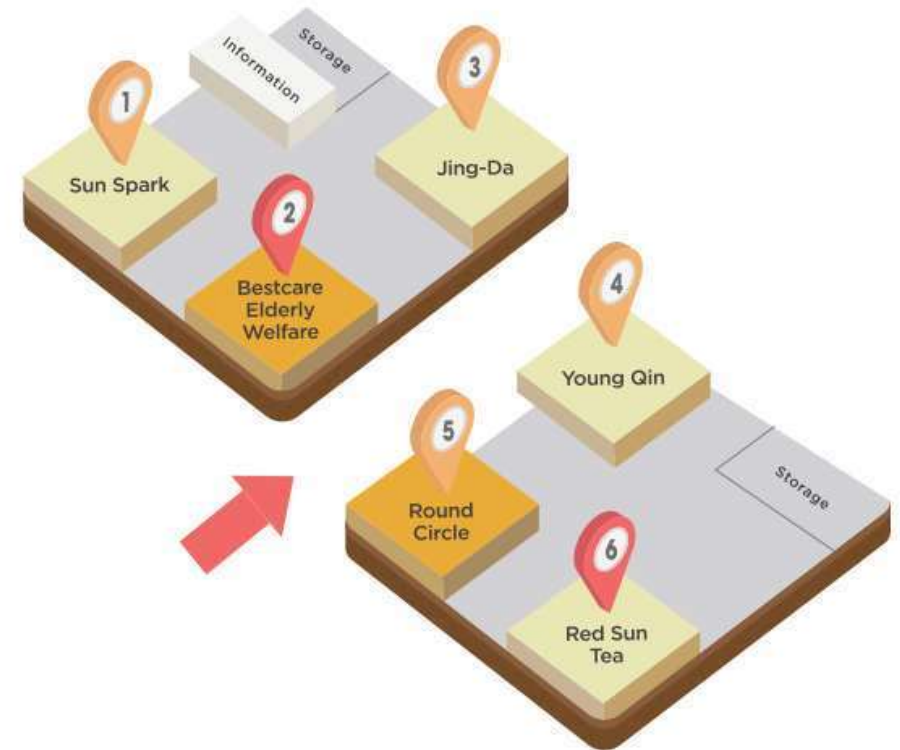 Storage
Information
3
1
Jing-Da
Sun Spark
2
Bestcare
Elderly
Welfare
4
Young Qin
5
Storage
Round
Circle
6
Red Sun
Tea